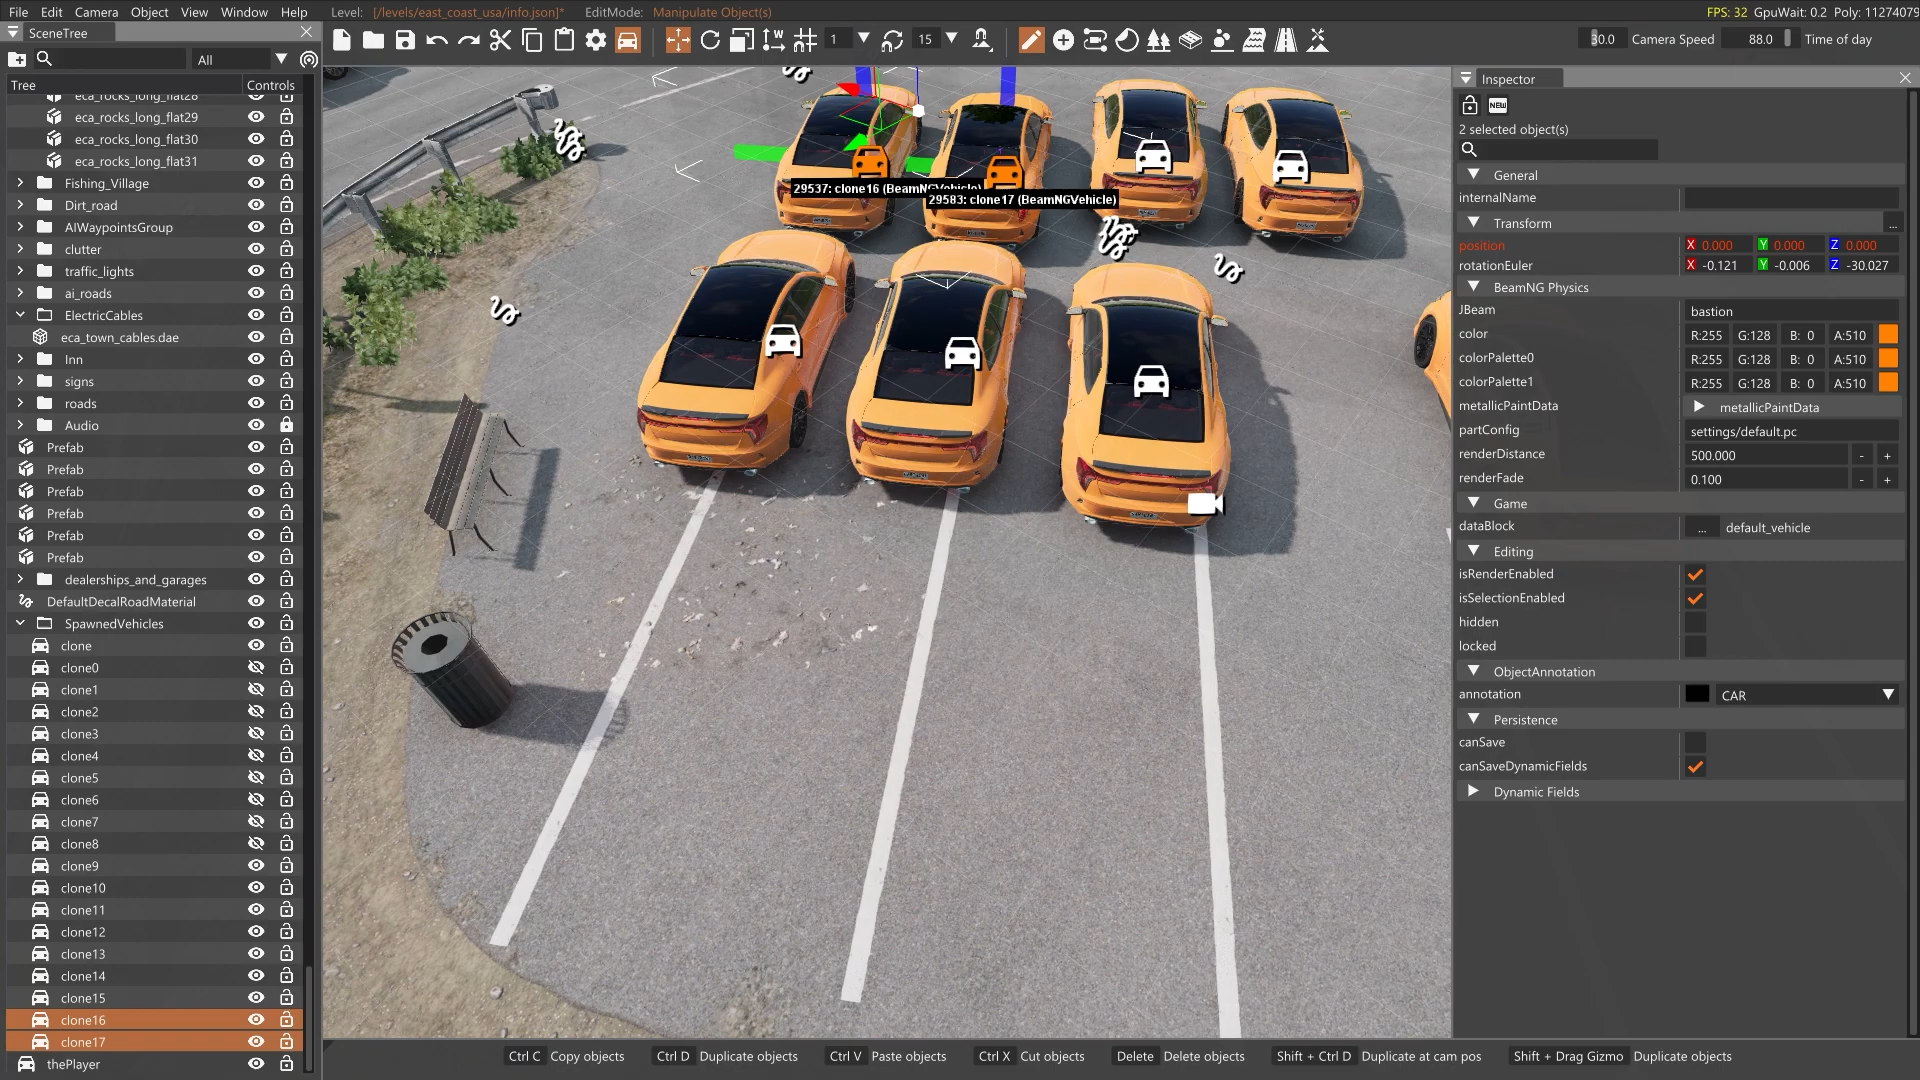 File Edit Camera Object View Window Help Level: [/levels/east_coast_usa/info.json]* EditMode: Manipulate Object(s) FPS: 32 GpuWait: 0.2 Poly: 11274079
SceneTree
All
1
15
30.0 Camera Speed 88.0 Time of day
Tree Controls
eca_rocks_long_flat28
eca_rocks_long_flat29
eca_rocks_long_flat30
eca_rocks_long_flat31
Fishing_Village
Dirt_road
AIWaypointsGroup
clutter
traffic_lights
ai_roads
ElectricCables
eca_town_cables.dae
Inn
signs
roads
Audio
Prefab
Prefab
Prefab
Prefab
Prefab
Prefab
dealerships_and_garages
DefaultDecalRoadMaterial
SpawnedVehicles
clone
clone0
clone1
clone2
clone3
clone4
clone5
clone6
clone7
clone8
clone9
clone10
clone11
clone12
clone13
clone14
clone15
clone16
clone17
thePlayer
29537: clone16 (BeamNGVehicle)
29583: clone17 (BeamNGVehicle)
Inspector
NEW
2 selected object(s)
General
internalName
Transform ...
position X 0.000 Y 0.000 Z 0.000
rotationEuler X -0.121 Y -0.006 Z -30.027
BeamNG Physics
JBeam bastion
color R:255 G:128 B: 0 A:510
colorPalette0 R:255 G:128 B: 0 A:510
colorPalette1 R:255 G:128 B: 0 A:510
metallicPaintData metallicPaintData
partConfig settings/default.pc
renderDistance 500.000 - +
renderFade 0.100 - +
Game
dataBlock ... default_vehicle
Editing
isRenderEnabled
isSelectionEnabled
hidden
locked
ObjectAnnotation
annotation CAR
Persistence
canSave
canSaveDynamicFields
Dynamic Fields
Ctrl C Copy objects Ctrl D Duplicate objects Ctrl V Paste objects Ctrl X Cut objects Delete Delete objects Shift + Ctrl D Duplicate at cam pos Shift + Drag Gizmo Duplicate objects